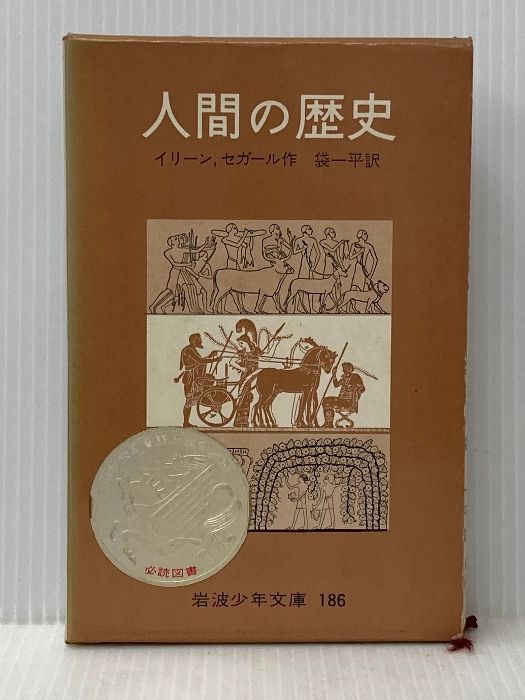 人間の歴史
イリーン, セガール作 袋一平訳
必読図書
岩波少年文庫 186